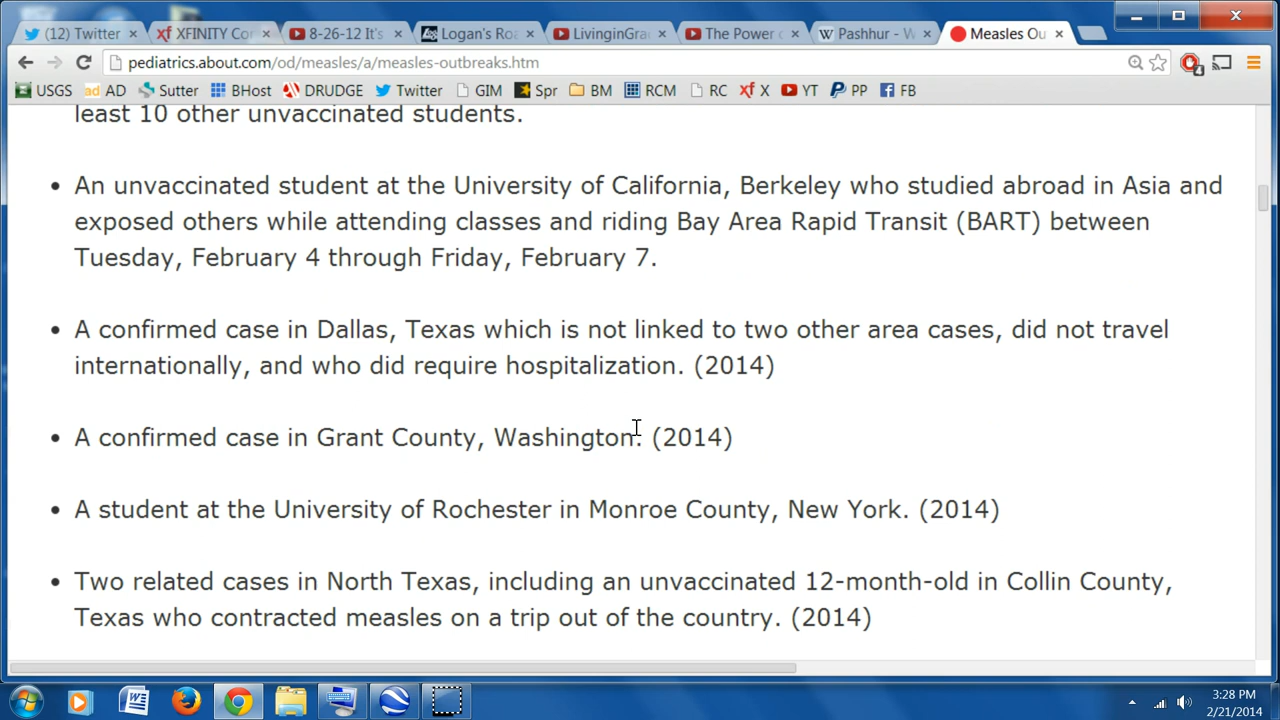 (12) Twitter
XFINITY Cor
8-26-12 It's
Logan's Roa
LivinginGra
The Power o
Pashhur - W
Measles Ou
pediatrics.about.com/od/measles/a/measles-outbreaks.htm
4
USGS
ad AD
Sutter
BHost
DRUDGE
Twitter
GIM
Spr
BM
RCM
RC
xf X
YT
PP
FB
least 10 other unvaccinated students.
• An unvaccinated student at the University of California, Berkeley who studied abroad in Asia and
exposed others while attending classes and riding Bay Area Rapid Transit (BART) between
Tuesday, February 4 through Friday, February 7.
• A confirmed case in Dallas, Texas which is not linked to two other area cases, did not travel
internationally, and who did require hospitalization. (2014)
• A confirmed case in Grant County, Washington. (2014)
• A student at the University of Rochester in Monroe County, New York. (2014)
• Two related cases in North Texas, including an unvaccinated 12-month-old in Collin County,
Texas who contracted measles on a trip out of the country. (2014)
3:28 PM
2/21/2014